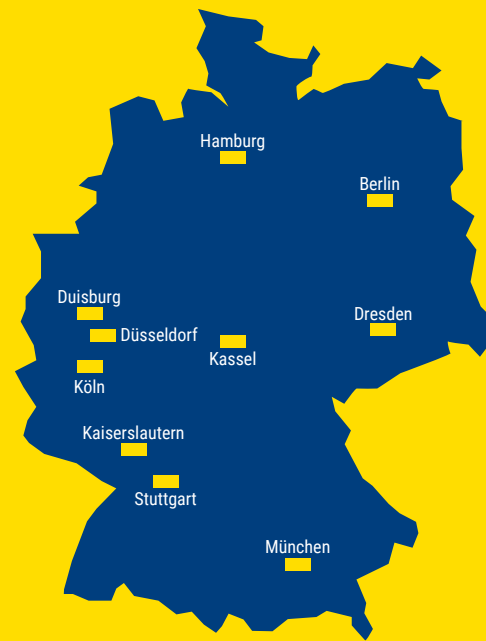 Hamburg
Berlin
Duisburg
Dresden
Düsseldorf
Kassel
Köln
Kaiserslautern
Stuttgart
München